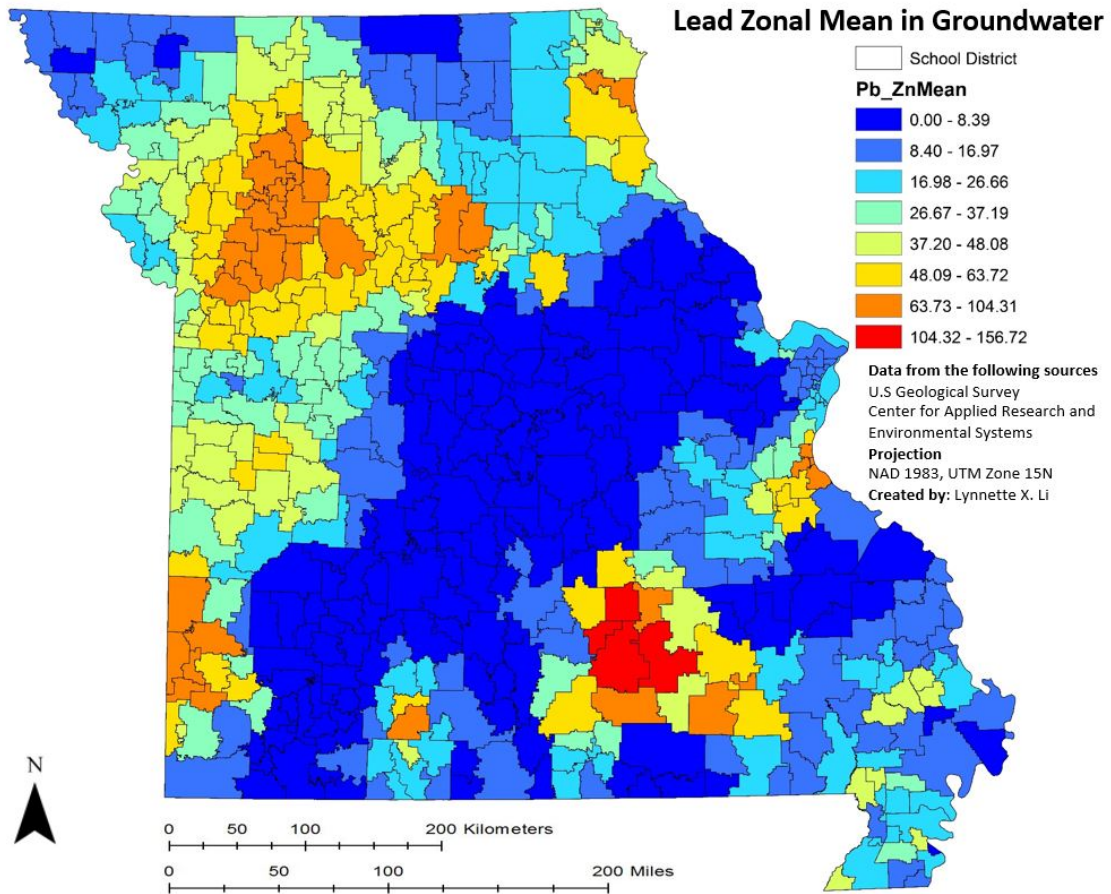 Lead Zonal Mean in Groundwater
School District
Pb_ZnMean
0.00 - 8.39
8.40 - 16.97
16.98 - 26.66
26.67 - 37.19
37.20 - 48.08
48.09 - 63.72
63.73 - 104.31
104.32 - 156.72
Data from the following sources
U.S Geological Survey
Center for Applied Research and
Environmental Systems
Projection
NAD 1983, UTM Zone 15N
Created by: Lynnette X. Li
N
0 50 100 200 Kilometers
0 50 100 200 Miles